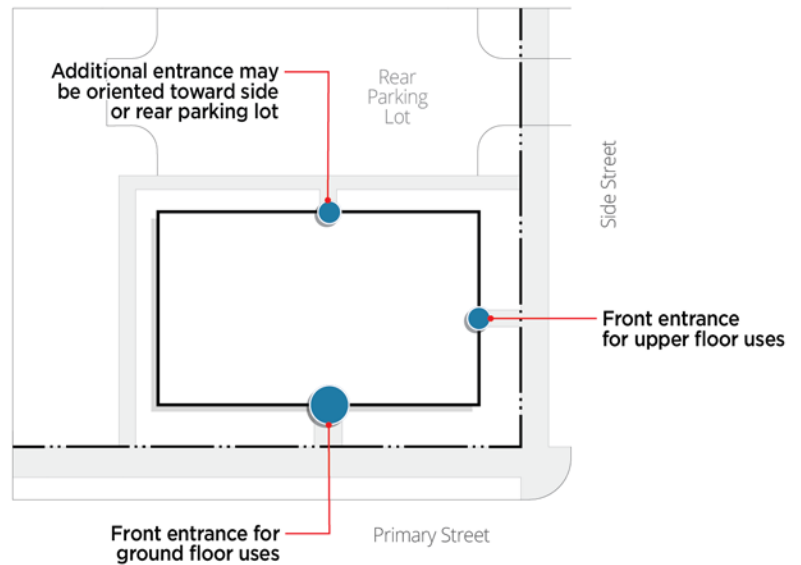 Additional entrance may
be oriented toward side
or rear parking lot
Rear
Parking
Lot
Side Street
Front entrance
for upper floor uses
Front entrance for
ground floor uses
Primary Street